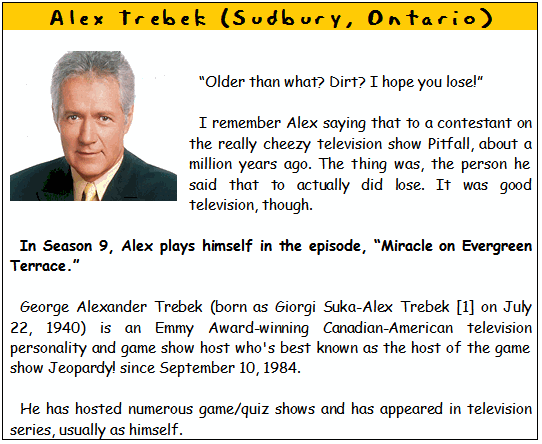 Alex Trebek (Sudbury, Ontario)
“Older than what? Dirt? I hope you lose!”
I remember Alex saying that to a contestant on
the really cheezy television show Pitfall, about a
million years ago. The thing was, the person he
said that to actually did lose. It was good
television, though.
In Season 9, Alex plays himself in the episode, “Miracle on Evergreen
Terrace.”
George Alexander Trebek (born as Giorgi Suka-Alex Trebek [1] on July
22, 1940) is an Emmy Award-winning Canadian-American television
personality and game show host who's best known as the host of the game
show Jeopardy! since September 10, 1984.
He has hosted numerous game/quiz shows and has appeared in television
series, usually as himself.